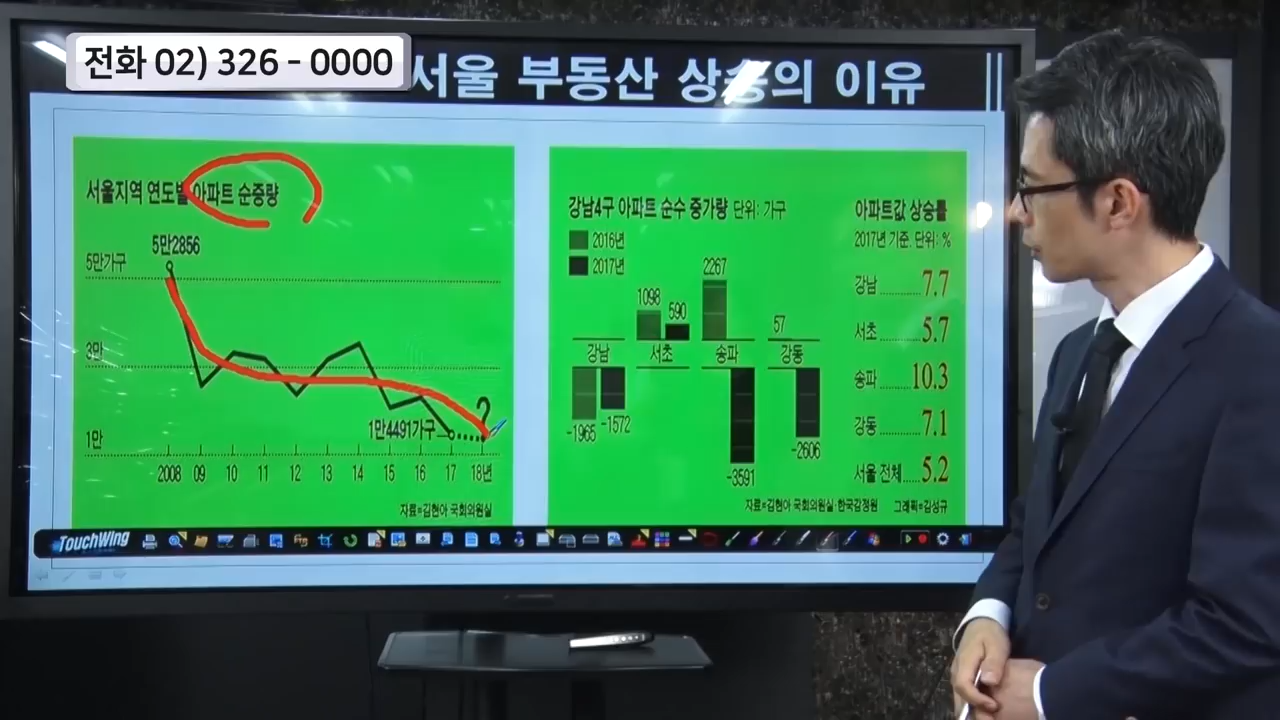 전화 02) 326 - 0000
서울 부동산 상승의 이유
서울지역 연도별 아파트 순증량
5만2856
5만가구
3만
1만4491가구
?
1만
2008 09 10 11 12 13 14 15 16 17 18년
자료=김현아 국회의원실
강남4구 아파트 순수 증가량 단위: 가구
2016년
2017년
2267
1098
590
57
강남 서초 송파 강동
-1965
-1572
-3591
-2606
아파트값 상승률
2017년 기준, 단위: %
강남 7.7
서초 5.7
송파 10.3
강동 7.1
서울 전체 5.2
자료=김현아 국회의원실·한국감정원 그래픽=김성규
TouchWing